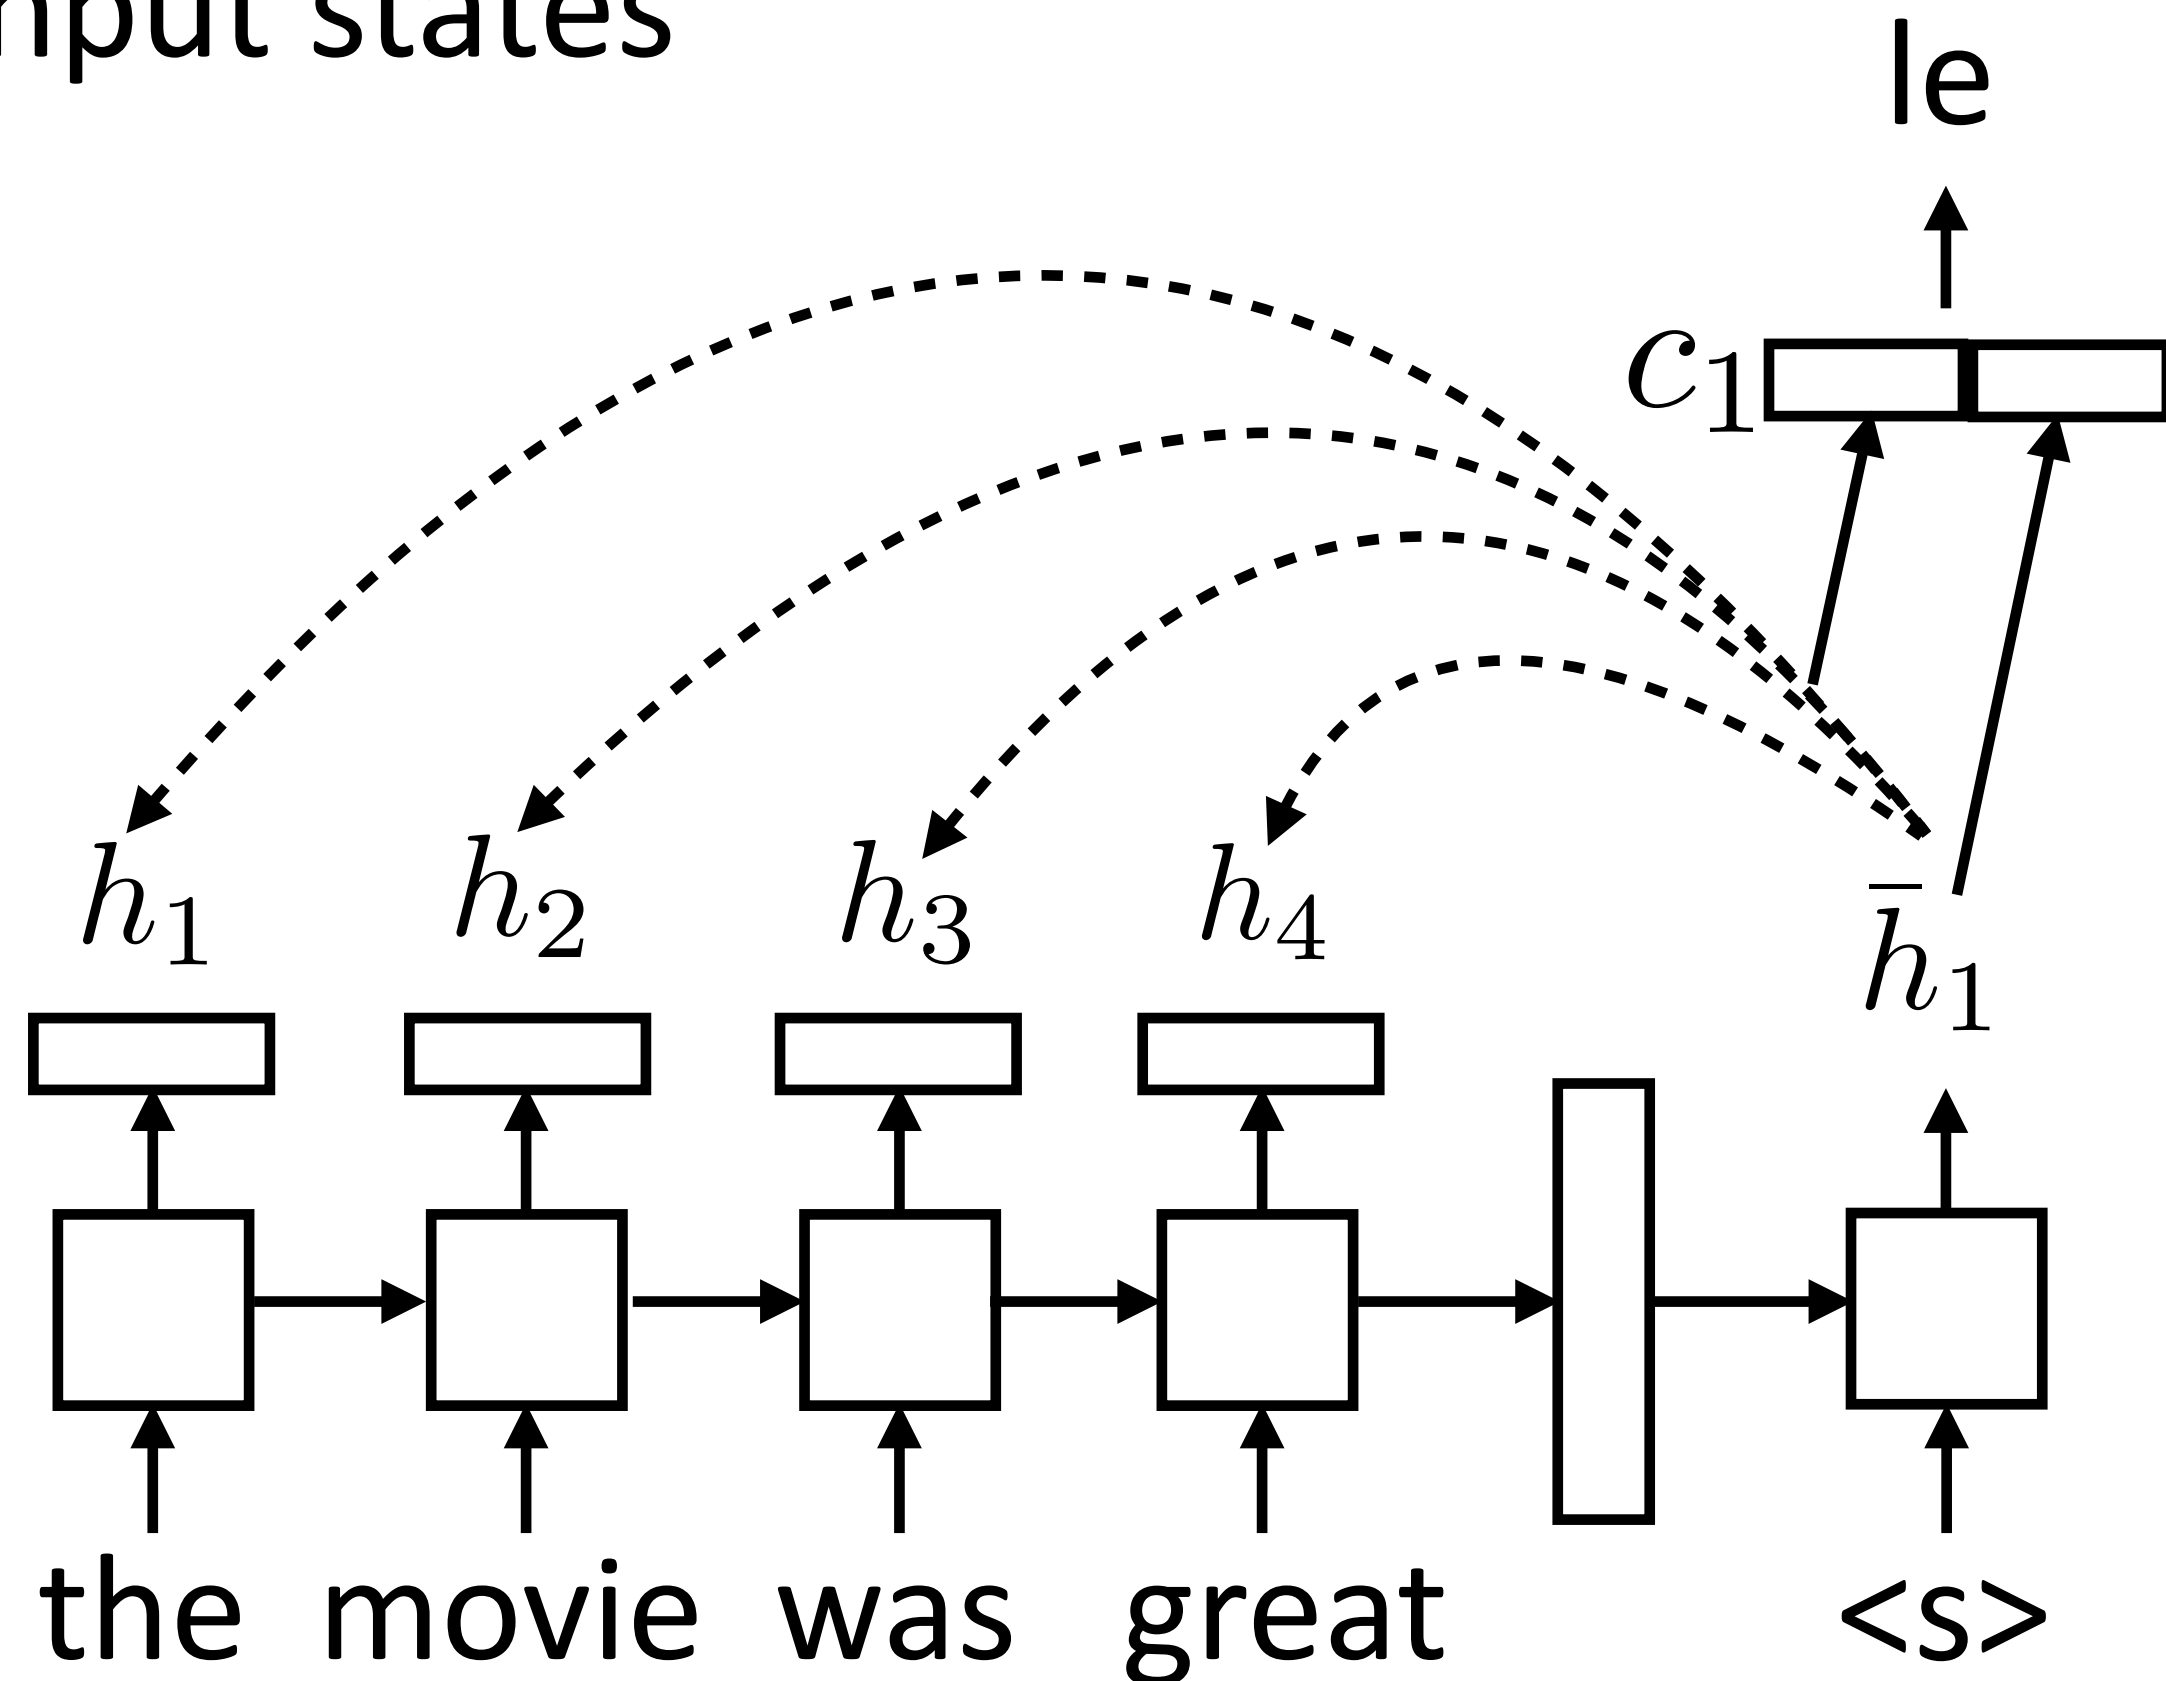 nput states
le
c1
h1 h2 h3 h4
h̄1
the movie was great <s>